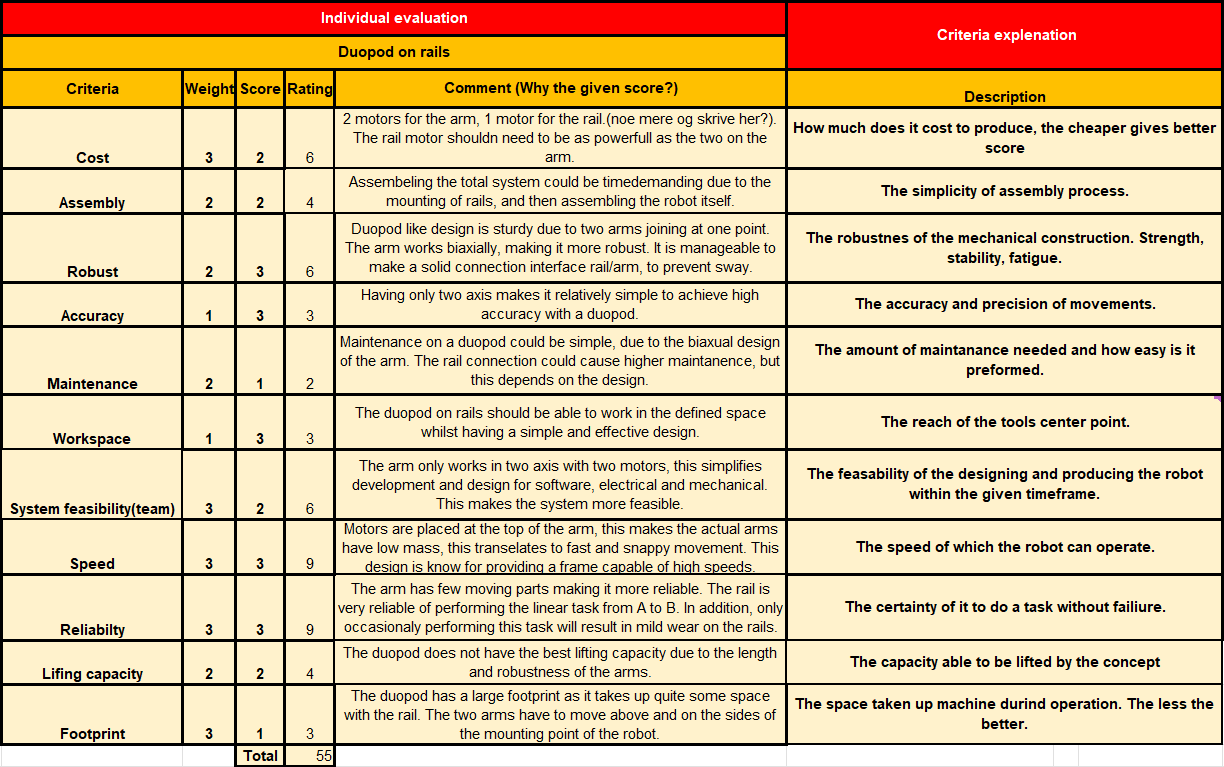 Individual evaluation
Criteria explenation
Duopod on rails
Criteria
Weight
Score
Rating
Comment (Why the given score?)
Description
Cost
3
2
6
2 motors for the arm, 1 motor for the rail.(noe mere og skrive her?).
The rail motor shouldn need to be as powerfull as the two on the
arm.
How much does it cost to produce, the cheaper gives better
score
Assembly
2
2
4
Assembeling the total system could be timedemanding due to the
mounting of rails, and then assembling the robot itself.
The simplicity of assembly process.
Robust
2
3
6
Duopod like design is sturdy due to two arms joining at one point.
The arm works biaxially, making it more robust. It is manageable to
make a solid connection interface rail/arm, to prevent sway.
The robustnes of the mechanical construction. Strength,
stability, fatigue.
Accuracy
1
3
3
Having only two axis makes it relatively simple to achieve high
accuracy with a duopod.
The accuracy and precision of movements.
Maintenance
2
1
2
Maintenance on a duopod could be simple, due to the biaxual design
of the arm. The rail connection could cause higher maintanence, but
this depends on the design.
The amount of maintanance needed and how easy is it
preformed.
Workspace
1
3
3
The duopod on rails should be able to work in the defined space
whilst having a simple and effective design.
The reach of the tools center point.
System feasibility(team)
3
2
6
The arm only works in two axis with two motors, this simplifies
development and design for software, electrical and mechanical.
This makes the system more feasible.
The feasability of the designing and producing the robot
within the given timeframe.
Speed
3
3
9
Motors are placed at the top of the arm, this makes the actual arms
have low mass, this transelates to fast and snappy movement. This
design is know for providing a frame capable of high speeds.
The speed of which the robot can operate.
Reliabilty
3
3
9
The arm has few moving parts making it more reliable. The rail is
very reliable of performing the linear task from A to B. In addition, only
occasionaly performing this task will result in mild wear on the rails.
The certainty of it to do a task without failiure.
Lifing capacity
2
2
4
The duopod does not have the best lifting capacity due to the length
and robustness of the arms.
The capacity able to be lifted by the concept
Footprint
3
1
3
The duopod has a large footprint as it takes up quite some space
with the rail. The two arms have to move above and on the sides of
the mounting point of the robot.
The space taken up machine durind operation. The less the
better.
Total
55